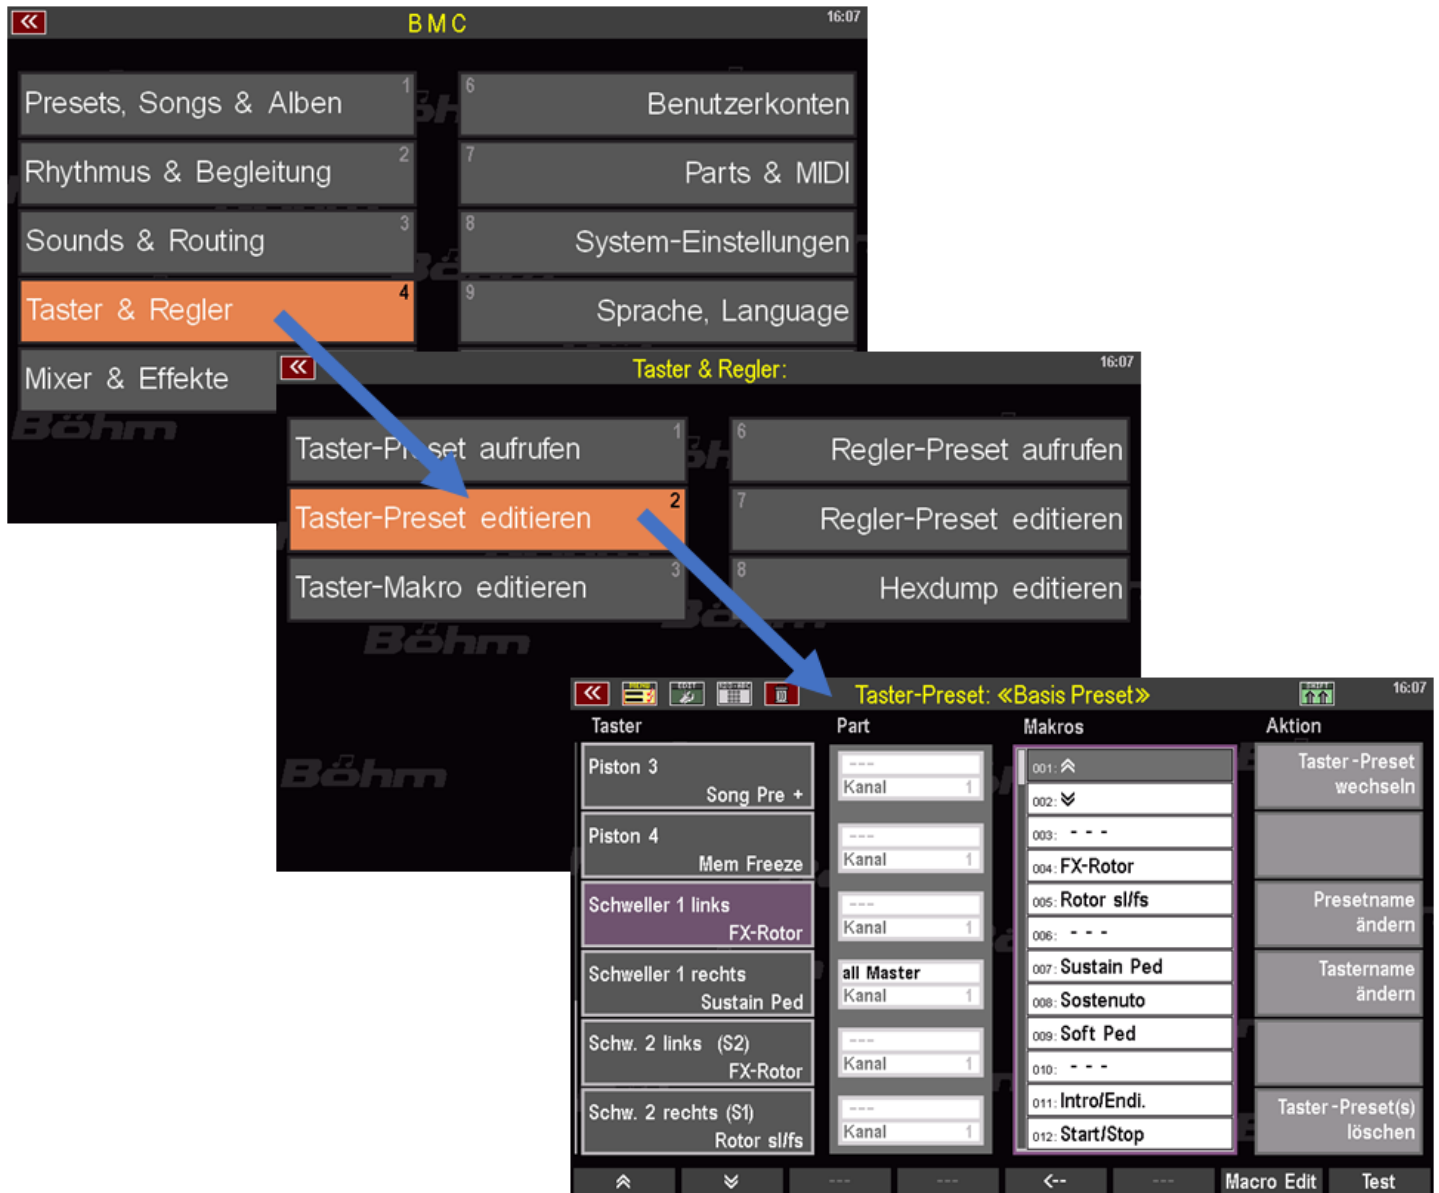 BMC
16:07
Presets, Songs & Alben 1
Rhythmus & Begleitung 2
Sounds & Routing 3
Taster & Regler 4
Mixer & Effekte
6 Benutzerkonten
7 Parts & MIDI
8 System-Einstellungen
9 Sprache, Language
Böhm
Taster & Regler:
16:07
Taster-Preset aufrufen 1
Taster-Preset editieren 2
Taster-Makro editieren 3
6 Regler-Preset aufrufen
7 Regler-Preset editieren
8 Hexdump editieren
Böhm
Böhm
MENU
EDIT
Taster-Preset: «Basis Preset»
SHIFT
16:07
Taster
Part
Makros
Aktion
Piston 3
Song Pre +
Piston 4
Mem Freeze
Schweller 1 links
FX-Rotor
Schweller 1 rechts
Sustain Ped
Schw. 2 links (S2)
FX-Rotor
Schw. 2 rechts (S1)
Rotor sl/fs
---
Kanal 1
---
Kanal 1
---
Kanal 1
all Master
Kanal 1
---
Kanal 1
---
Kanal 1
001:
002:
003: - - -
004: FX-Rotor
005: Rotor sl/fs
006: - - -
007: Sustain Ped
008: Sostenuto
009: Soft Ped
010: - - -
011: Intro/Endi.
012: Start/Stop
Taster-Preset
wechseln
Presetname
ändern
Tastername
ändern
Taster-Preset(s)
löschen
--- --- <-- --- Macro Edit Test